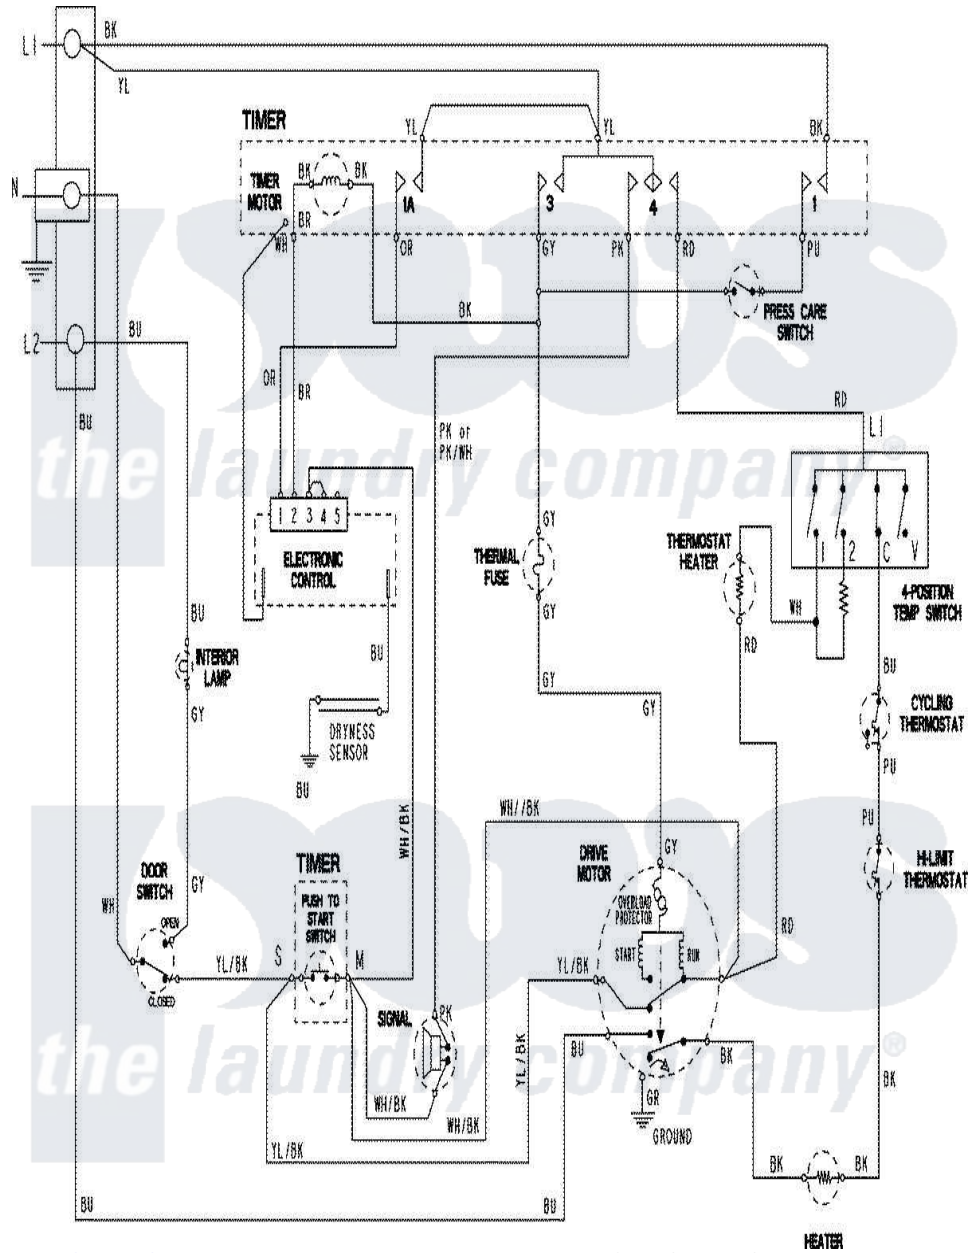 L1
BK
YL
TIMER
YL
YL
BK
N
TIMER
MOTOR
BK
BK
1A
3
4
1
BR
WH
OR
GY
PK
RD
PU
L2
BU
BK
PRESS CARE
SWITCH
OR
BR
RD
L1
BU
PK or
PK/WH
the laundry company®
1 2 3 4 5
GY
ELECTRONIC
CONTROL
THERMAL
FUSE
THERMOSTAT
HEATER
1 2 C V
4-POSITION
TEMP SWITCH
WH
BU
GY
RD
INTERIOR
LAMP
BU
BU
GY
GY
GY
CYCLING
THERMOSTAT
DRYNESS
SENSOR
BU
PU
WH/BK
WH//BK
PU
DOOR
SWITCH
TIMER
DRIVE
MOTOR
GY
HI-LIMIT
THERMOSTAT
WH
GY
PUSH TO
START
SWITCH
OVERLOAD
PROTECTOR
OPEN
RD
START
RUN
YL/BK
S
M
YL/BK
CLOSED
SIGNAL
PK
BU
YL/BK
BK
the laundry company®
BK
WH/BK
WH/BK
GR
GROUND
YL/BK
BK
BK
BU
BU
HEATER